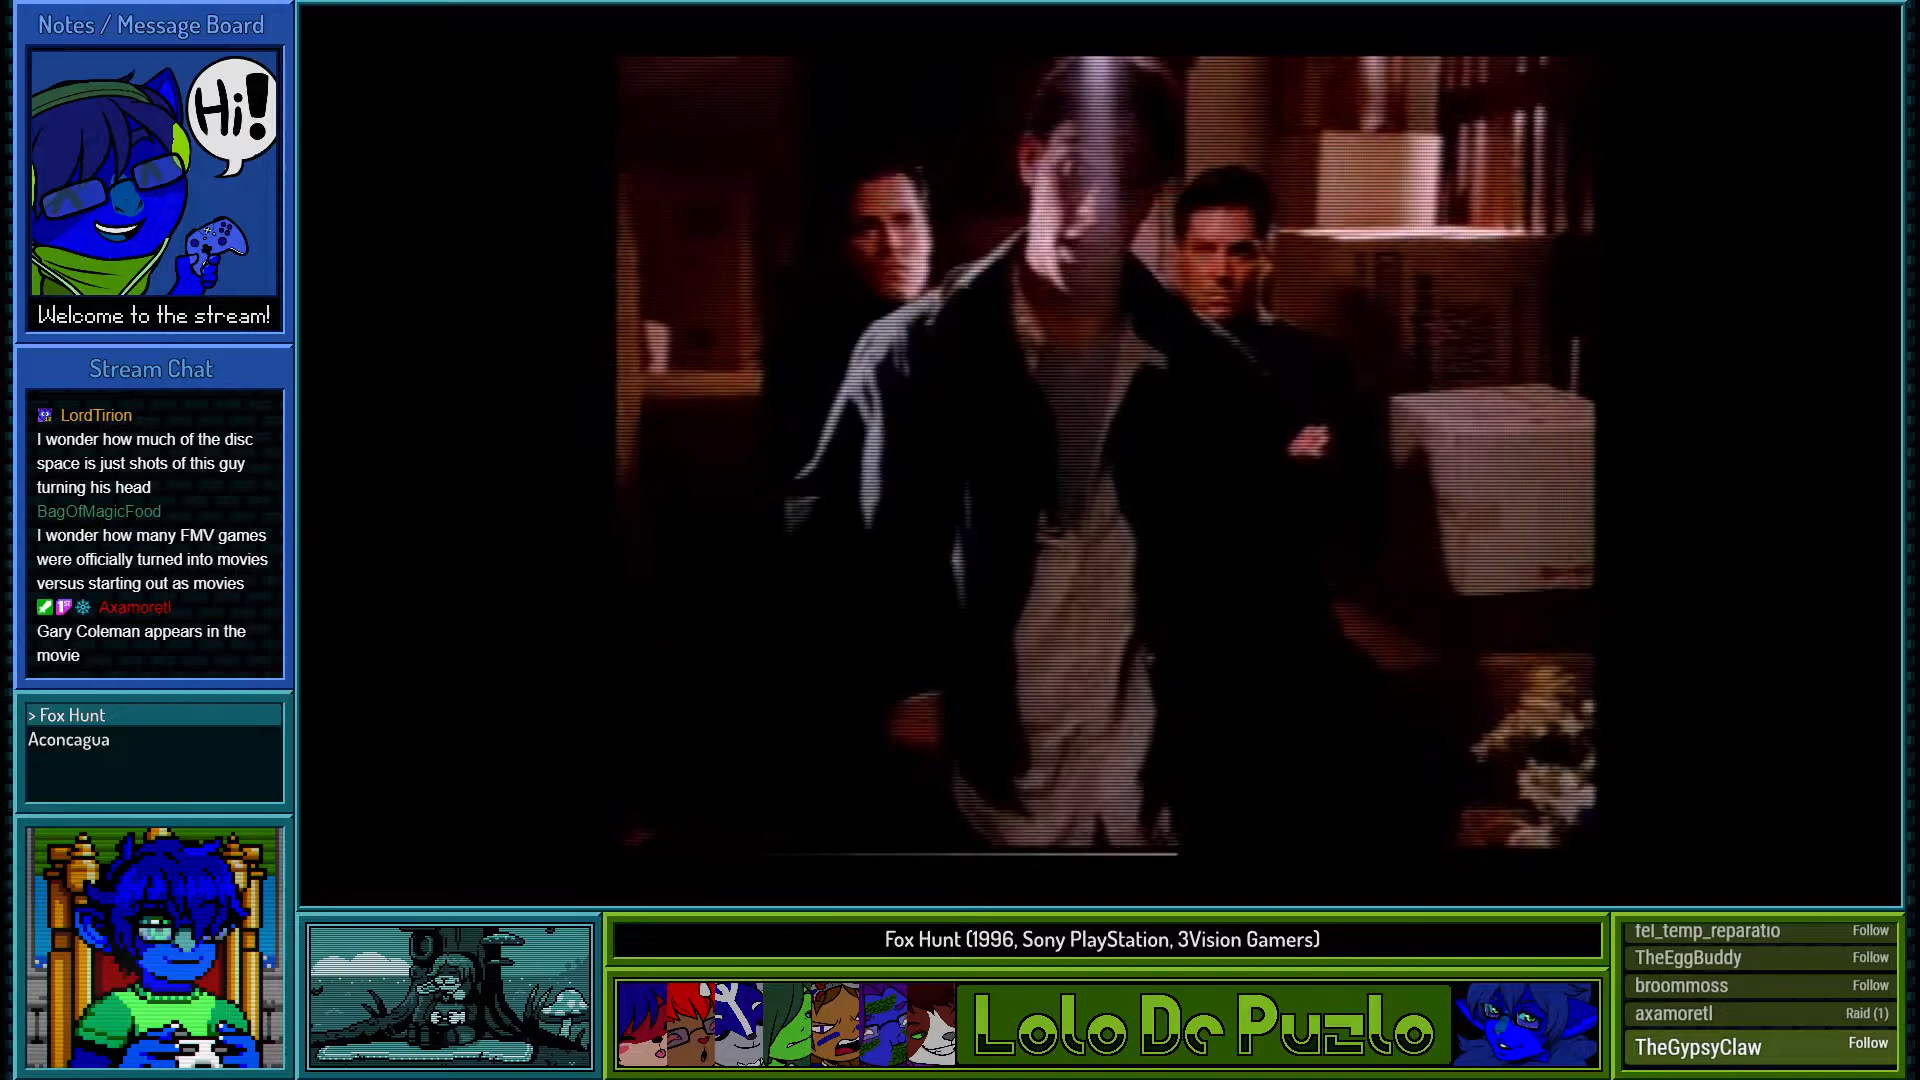 Notes / Message Board
Hi!
Welcome to the stream!
Stream Chat
LordTirion
I wonder how much of the disc
space is just shots of this guy
turning his head
BagOfMagicFood
I wonder how many FMV games
were officially turned into movies
versus starting out as movies
1ST Axamoretl
Gary Coleman appears in the
movie
> Fox Hunt
Aconcagua
Fox Hunt (1996, Sony PlayStation, 3Vision Gamers)
Lolo De Puzlo
fel_temp_reparatio Follow
TheEggBuddy Follow
broommoss Follow
axamoretl Raid (1)
TheGypsyClaw Follow